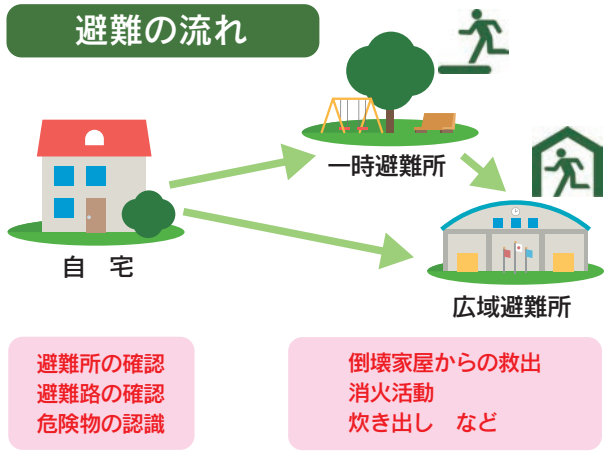 避難の流れ
一時避難所
自　宅
広域避難所
避難所の確認
避難路の確認
危険物の認識
倒壊家屋からの救出
消火活動
炊き出し　など